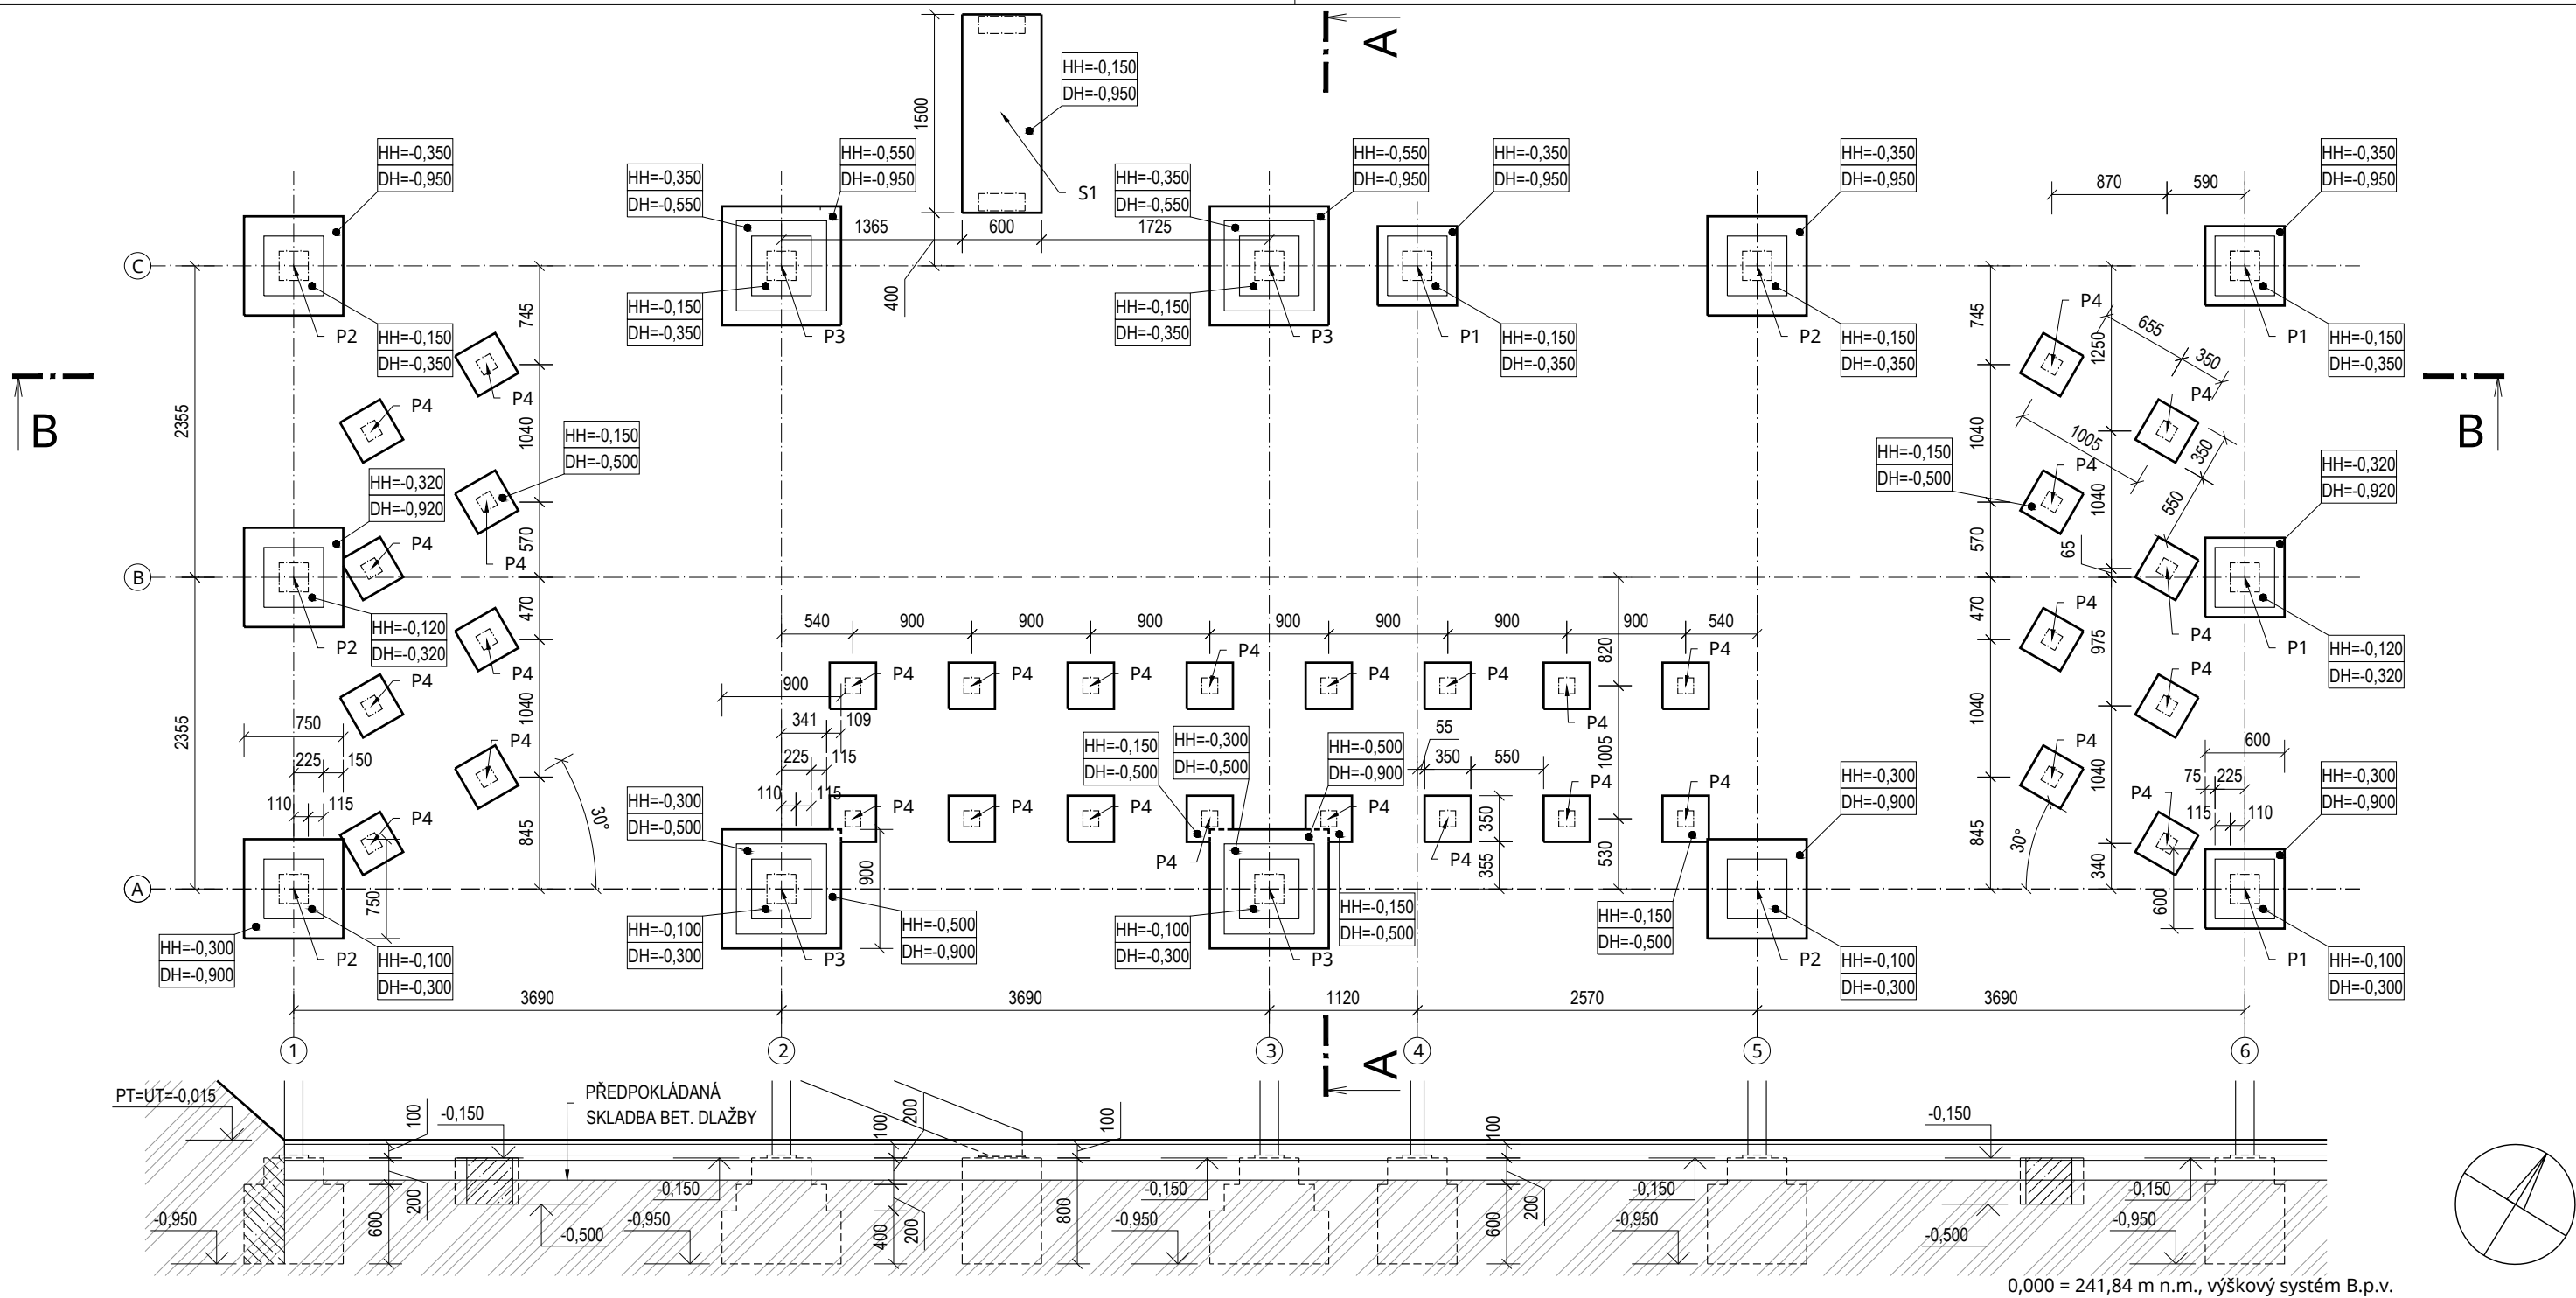 A
HH=-0,150
DH=-0,950
1500
S1
HH=-0,350
DH=-0,950
HH=-0,350
DH=-0,550
HH=-0,550
DH=-0,950
HH=-0,350
DH=-0,550
HH=-0,550
DH=-0,950
HH=-0,350
DH=-0,950
HH=-0,350
DH=-0,950
HH=-0,350
DH=-0,950
870
590
1365
600
1725
400
C
HH=-0,150
DH=-0,350
P2
HH=-0,150
DH=-0,350
P3
HH=-0,150
DH=-0,350
P3
P1
HH=-0,150
DH=-0,350
P2
HH=-0,150
DH=-0,350
P1
HH=-0,150
DH=-0,350
745
745
P4
1250
655
350
B
B
2355
P4
P4
P4
1040
1040
HH=-0,150
DH=-0,500
HH=-0,150
DH=-0,500
1005
350
P4
1040
550
HH=-0,320
DH=-0,920
HH=-0,320
DH=-0,920
P4
P4
570
570
65
B
HH=-0,120
DH=-0,320
P2
470
470
P4
P4
975
P1
HH=-0,120
DH=-0,320
540
900
900
900
900
900
900
900
540
820
P4
P4
P4
P4
P4
P4
P4
P4
P4
P4
2355
1040
1040
900
341
109
225
115
110
115
750
225
150
110
115
P4
P4
845
30°
P4
P4
P4
P4
P4
P4
P4
P4
HH=-0,150
DH=-0,500
HH=-0,300
DH=-0,500
HH=-0,500
DH=-0,900
55
350
550
1005
350
355
530
P4
1040
845
30°
340
P4
600
75
225
115
110
600
HH=-0,300
DH=-0,900
HH=-0,300
DH=-0,900
HH=-0,300
DH=-0,500
A
750
900
HH=-0,300
DH=-0,900
P2
HH=-0,100
DH=-0,300
HH=-0,100
DH=-0,300
P3
HH=-0,500
DH=-0,900
HH=-0,100
DH=-0,300
P3
HH=-0,150
DH=-0,500
HH=-0,150
DH=-0,500
P2
HH=-0,100
DH=-0,300
P1
HH=-0,100
DH=-0,300
3690
3690
1120
2570
3690
1
2
3
4
5
6
A
PT=UT=-0,015
100
-0,150
PŘEDPOKLÁDANÁ
SKLADBA BET. DLAŽBY
100
200
100
100
-0,150
-0,950
600
200
-0,500
-0,150
-0,950
400
200
800
-0,150
-0,950
600
200
-0,150
-0,950
-0,500
-0,150
-0,950
0,000 = 241,84 m n.m., výškový systém B.p.v.